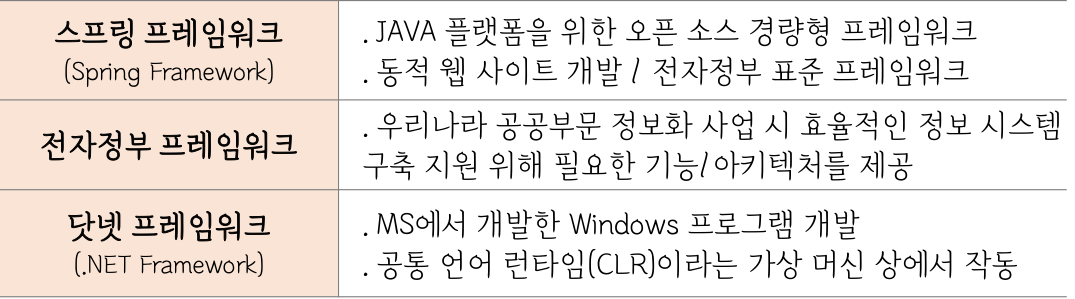 스프링 프레임워크
(Spring Framework)
. JAVA 플랫폼을 위한 오픈 소스 경량형 프레임워크
. 동적 웹 사이트 개발 / 전자정부 표준 프레임워크
전자정부 프레임워크
. 우리나라 공공부문 정보화 사업 시 효율적인 정보 시스템
구축 지원 위해 필요한 기능/아키텍처를 제공
닷넷 프레임워크
(.NET Framework)
. MS에서 개발한 Windows 프로그램 개발
. 공통 언어 런타임(CLR)이라는 가상 머신 상에서 작동